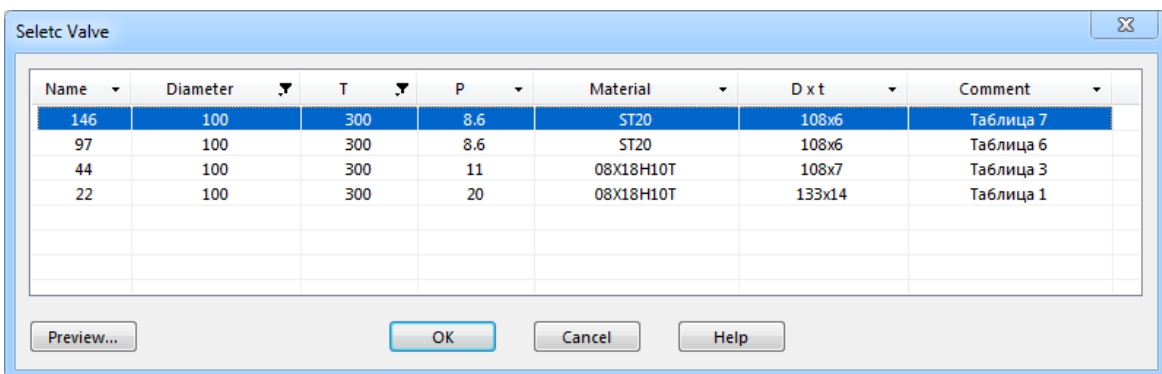 Seletc Valve
Name Diameter T P Material D x t Comment
146 100 300 8.6 ST20 108x6 Таблица 7
97 100 300 8.6 ST20 108x6 Таблица 6
44 100 300 11 08X18H10T 108x7 Таблица 3
22 100 300 20 08X18H10T 133x14 Таблица 1
Preview... OK Cancel Help